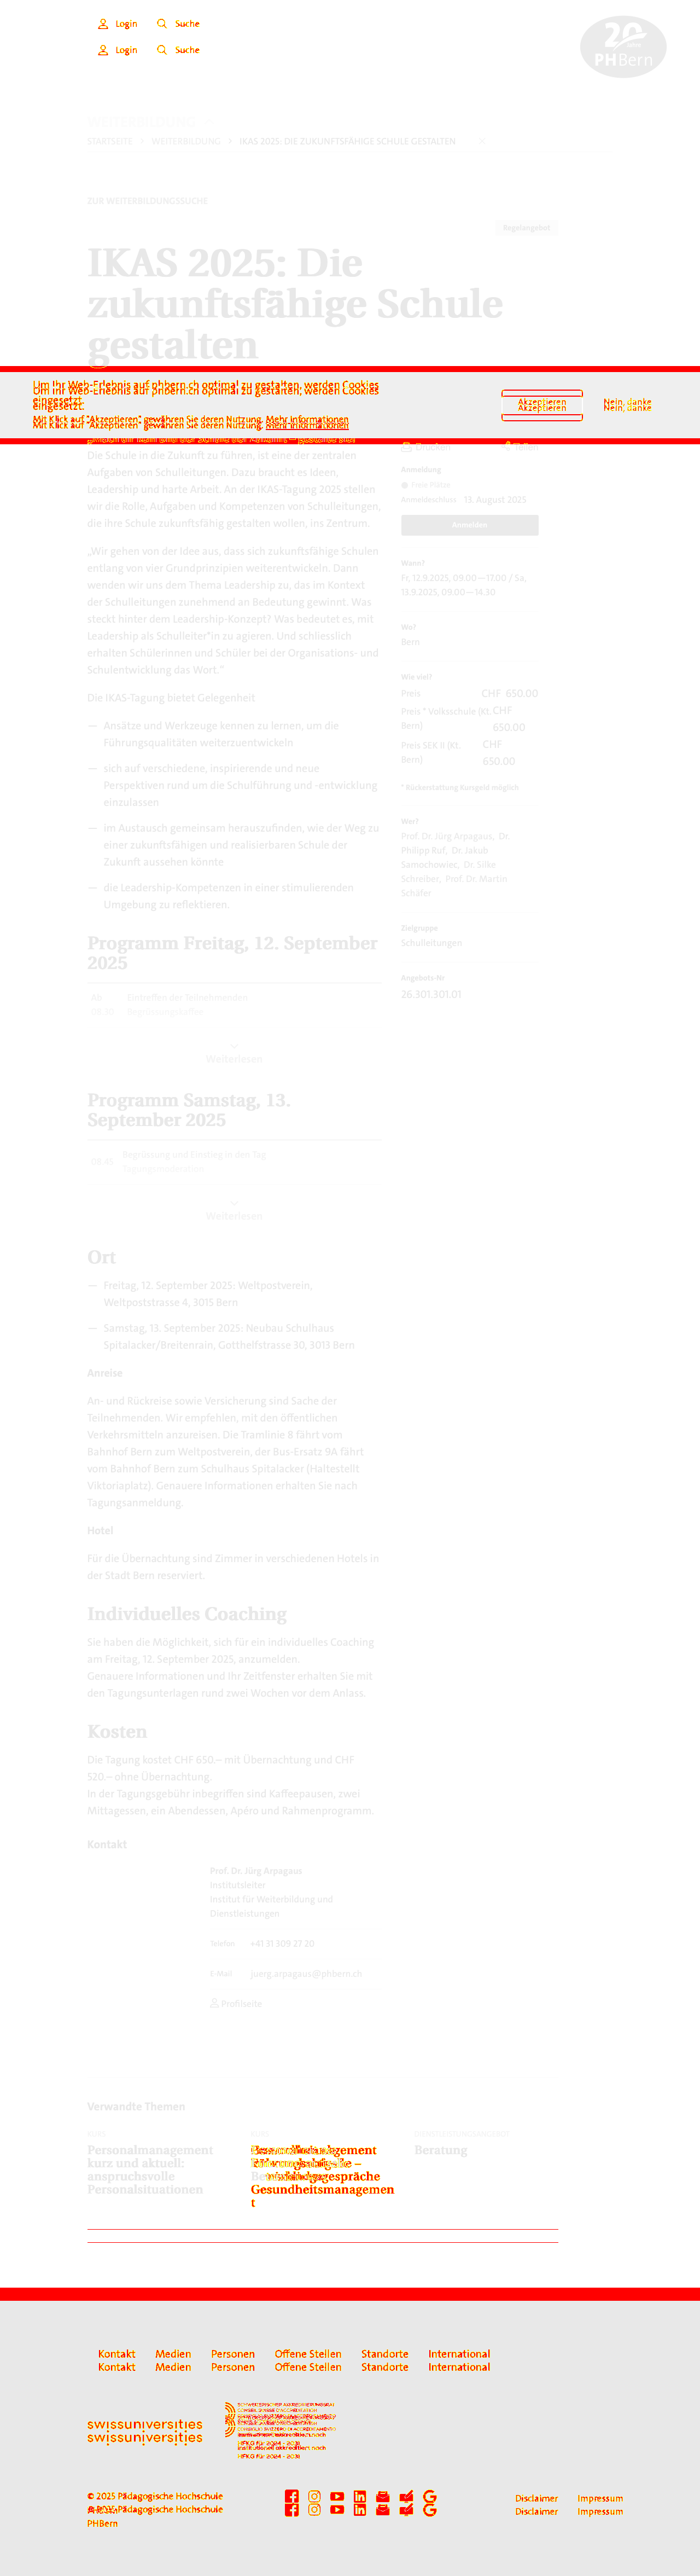 Login Suche
Login Suche
20 Jahre
PHBern
WEITERBILDUNG
STARTSEITE > WEITERBILDUNG > IKAS 2025: DIE ZUKUNFTSFÄHIGE SCHULE GESTALTEN
ZUR WEITERBILDUNGSSUCHE
Regelangebot
IKAS 2025: Die
zukunftsfähige Schule
gestalten
Um Ihr Web-Erlebnis auf phbern.ch optimal zu gestalten, werden Cookies
eingesetzt.
Mit Klick auf "Akzeptieren" gewähren Sie deren Nutzung. Mehr Informationen
Akzeptieren Nein, danke
Die Schule in die Zukunft zu führen, ist eine der zentralen
Aufgaben von Schulleitungen. Dazu braucht es Ideen,
Leadership und harte Arbeit. An der IKAS-Tagung 2025 stellen
wir die Rolle, Aufgaben und Kompetenzen von Schulleitungen,
die ihre Schule zukunftsfähig gestalten wollen, ins Zentrum.
„Wir gehen von der Idee aus, dass sich zukunftsfähige Schulen
entlang von vier Grundprinzipien weiterentwickeln. Dann
wenden wir uns dem Thema Leadership zu, das im Kontext
der Schulleitungen zunehmend an Bedeutung gewinnt. Was
steckt hinter dem Leadership-Konzept? Was bedeutet es, mit
Leadership als Schulleiter*in zu agieren. Und schliesslich
erhalten Schülerinnen und Schüler bei der Organisations- und
Schulentwicklung das Wort."
Die IKAS-Tagung bietet Gelegenheit
— Ansätze und Werkzeuge kennen zu lernen, um die
Führungsqualitäten weiterzuentwickeln
— sich auf verschiedene, inspirierende und neue
Perspektiven rund um die Schulführung und -entwicklung
einzulassen
— im Austausch gemeinsam herauszufinden, wie der Weg zu
einer zukunftsfähigen und realisierbaren Schule der
Zukunft aussehen könnte
— die Leadership-Kompetenzen in einer stimulierenden
Umgebung zu reflektieren.
Programm Freitag, 12. September
2025
Ab Eintreffen der Teilnehmenden
08.30 Begrüssungskaffee
Weiterlesen
Programm Samstag, 13.
September 2025
08.45 Begrüssung und Einstieg in den Tag
Tagungsmoderation
Weiterlesen
Ort
— Freitag, 12. September 2025: Weltpostverein,
Weltpoststrasse 4, 3015 Bern
— Samstag, 13. September 2025: Neubau Schulhaus
Spitalacker/Breitenrain, Gotthelfstrasse 30, 3013 Bern
Anreise
An- und Rückreise sowie Versicherung sind Sache der
Teilnehmenden. Wir empfehlen, mit den öffentlichen
Verkehrsmitteln anzureisen. Die Tramlinie 8 fährt vom
Bahnhof Bern zum Weltpostverein, der Bus-Ersatz 9A fährt
vom Bahnhof Bern zum Schulhaus Spitalacker (Haltestellt
Viktoriaplatz). Genauere Informationen erhalten Sie nach
Tagungsanmeldung.
Hotel
Für die Übernachtung sind Zimmer in verschiedenen Hotels in
der Stadt Bern reserviert.
Individuelles Coaching
Sie haben die Möglichkeit, sich für ein individuelles Coaching
am Freitag, 12. September 2025, anzumelden.
Genauere Informationen und Ihr Zeitfenster erhalten Sie mit
den Tagungsunterlagen rund zwei Wochen vor dem Anlass.
Kosten
Die Tagung kostet CHF 650.– mit Übernachtung und CHF
520.– ohne Übernachtung.
In der Tagungsgebühr inbegriffen sind Kaffeepausen, zwei
Mittagessen, ein Abendessen, Apéro und Rahmenprogramm.
Kontakt
Prof. Dr. Jürg Arpagaus
Institutsleiter
Institut für Weiterbildung und
Dienstleistungen
Telefon +41 31 309 27 20
E-Mail juerg.arpagaus@phbern.ch
Profilseite
Drucken Teilen
Anmeldung
Freie Plätze
Anmeldeschluss 13. August 2025
Anmelden
Wann?
Fr, 12.9.2025, 09.00 – 17.00 / Sa,
13.9.2025, 09.00 – 14.30
Wo?
Bern
Wie viel?
Preis CHF 650.00
Preis * Volksschule (Kt. CHF
Bern) 650.00
Preis SEK II (Kt. CHF
Bern) 650.00
* Rückerstattung Kursgeld möglich
Wer?
Prof. Dr. Jürg Arpagaus, Dr.
Philipp Ruf, Dr. Jakub
Samochowiec, Dr. Silke
Schreiber, Prof. Dr. Martin
Schäfer
Zielgruppe
Schulleitungen
Angebots-Nr
26.301.301.01
Verwandte Themen
KURS
Personalmanagement
kurz und aktuell:
anspruchsvolle
Personalsituationen
KURS
Gesundheitsmanagemen
t
DIENSTLEISTUNGSANGEBOT
Beratung
Kontakt Medien Personen Offene Stellen Standorte International
Kontakt Medien Personen Offene Stellen Standorte International
swissuniversities
swissuniversities
© 2025 Pädagogische Hochschule
PHBern
Disclaimer Impressum
Disclaimer Impressum